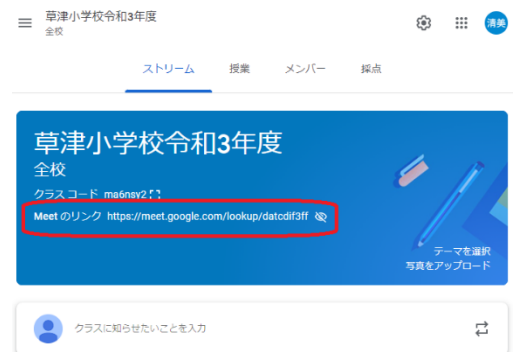 草津小学校令和3年度
全校
清美
ストリーム 授業 メンバー 採点
草津小学校令和3年度
全校
クラス コード ma6nsy2
Meet のリンク https://meet.google.com/lookup/datcdif3ff
テーマを選択
写真をアップロード
クラスに知らせたいことを入力